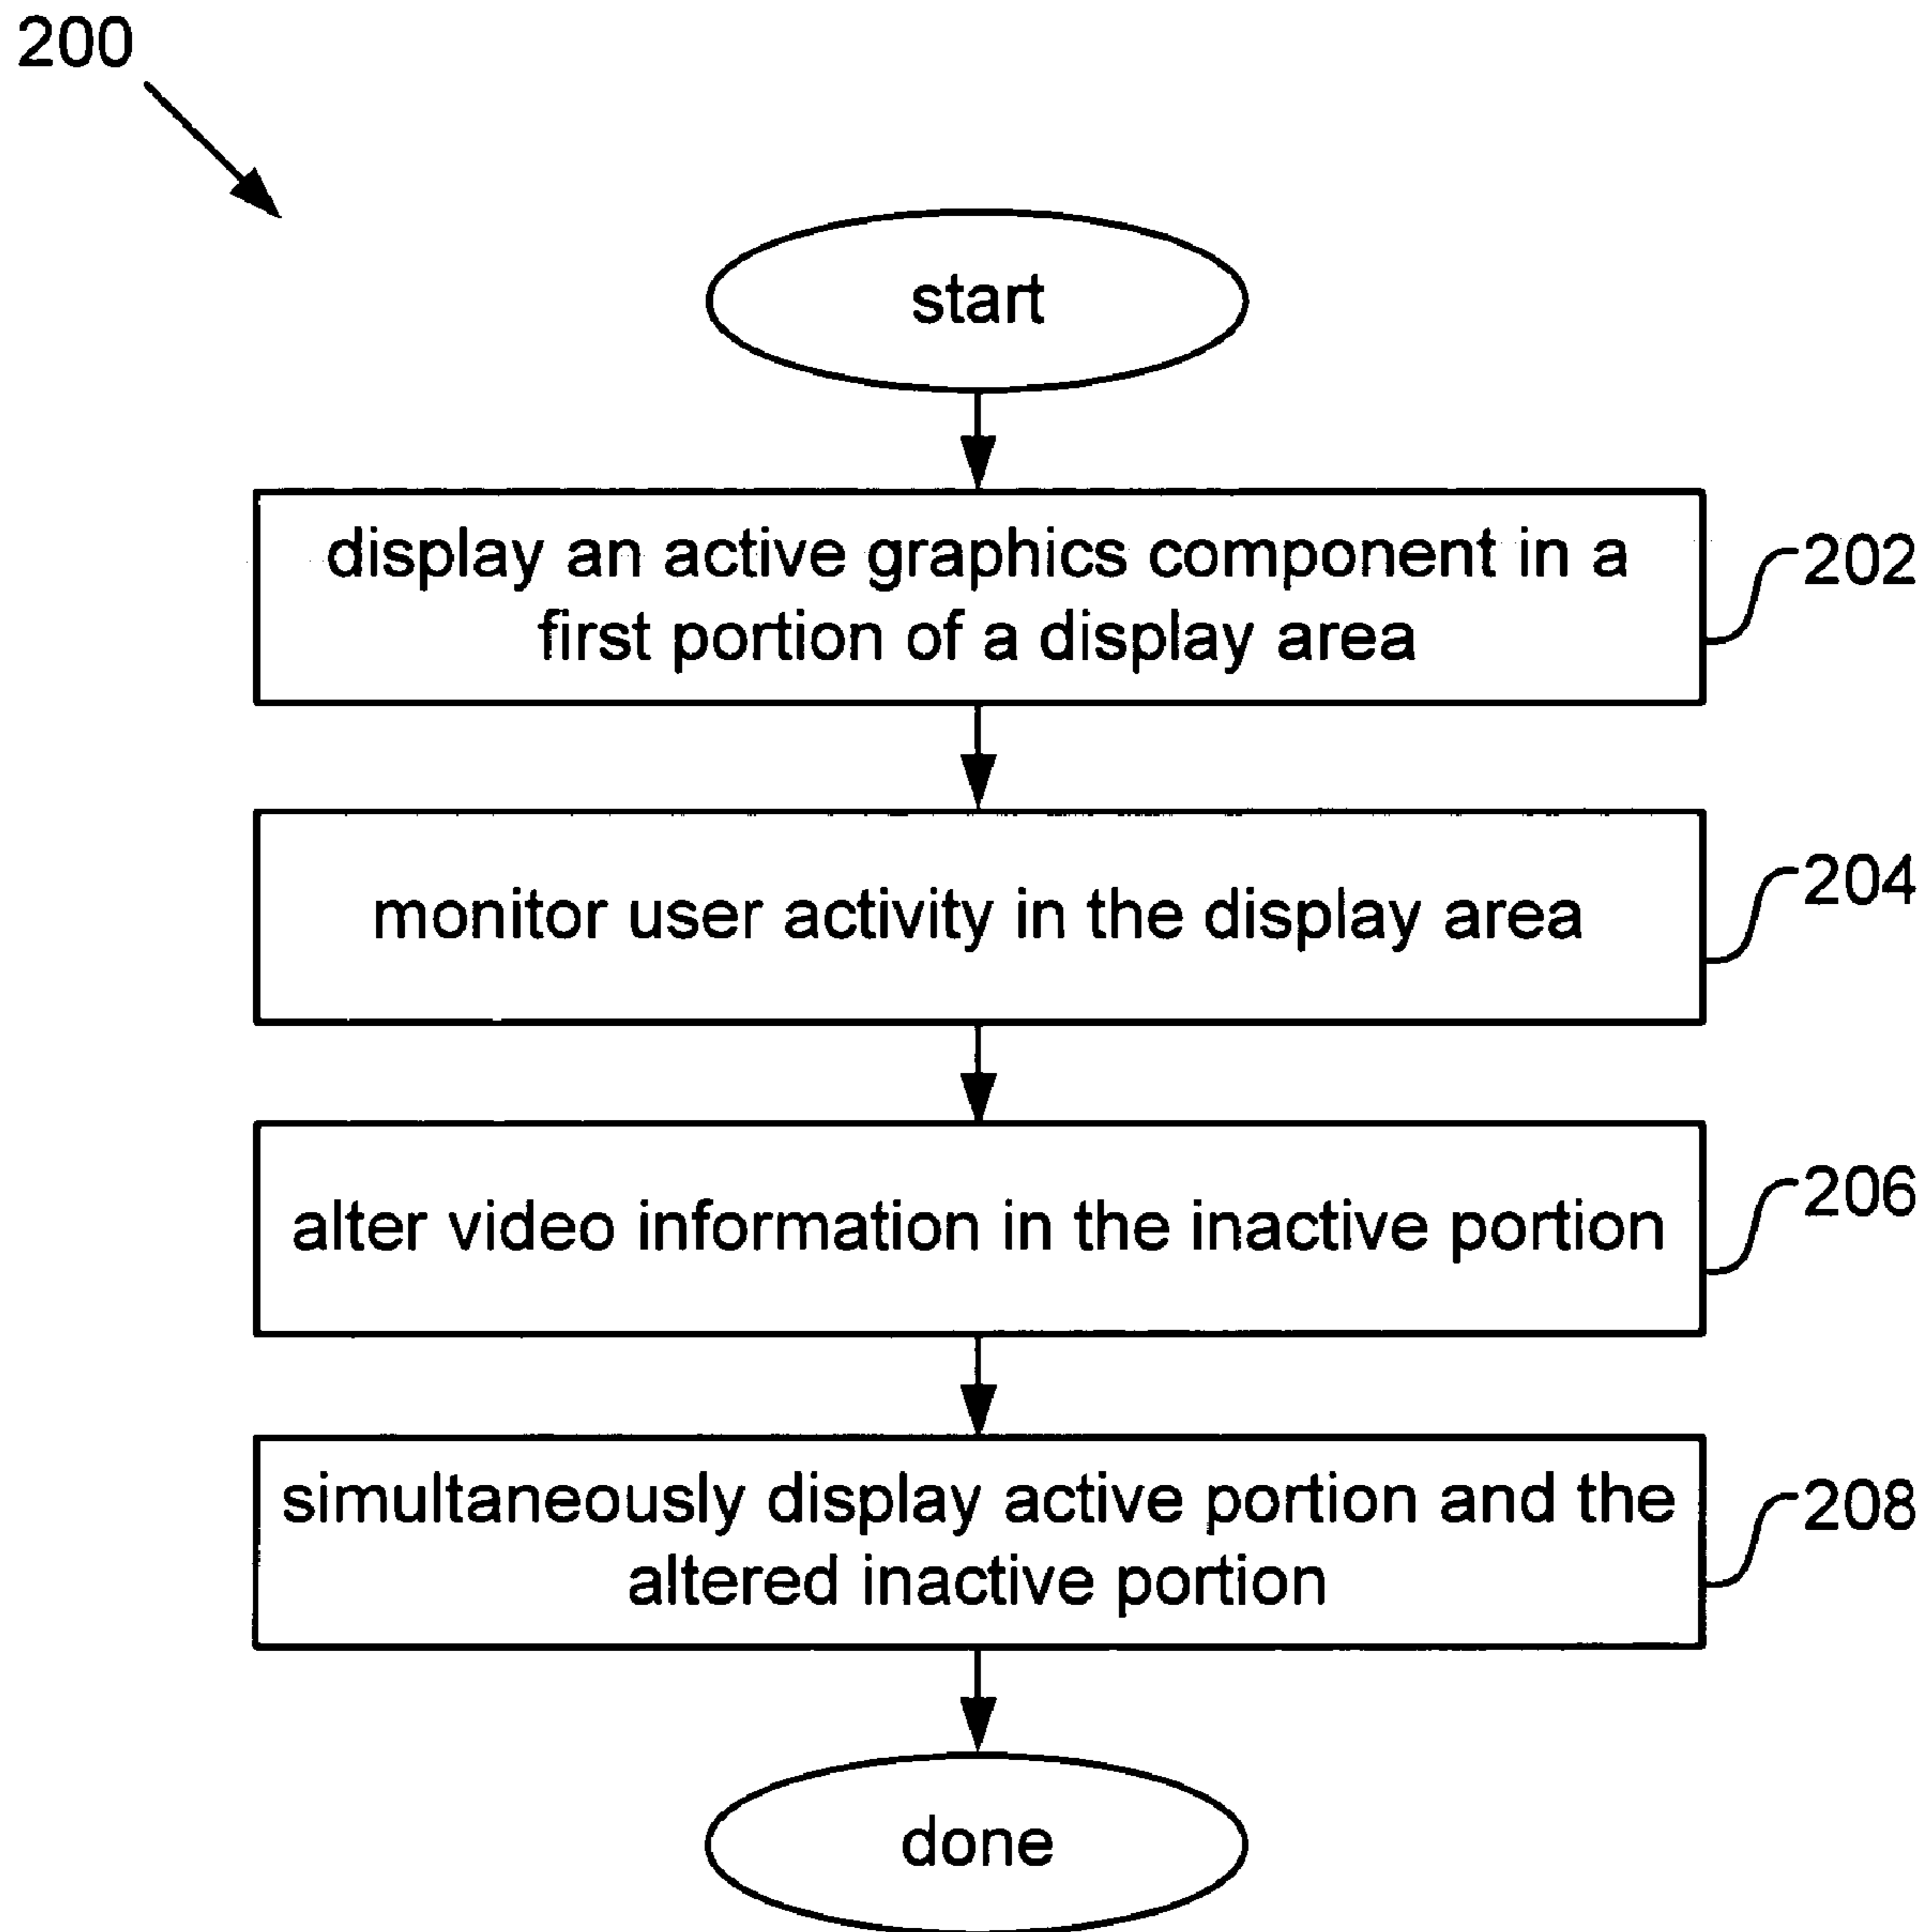 200
start
display an active graphics component in a
first portion of a display area
202
monitor user activity in the display area
204
alter video information in the inactive portion
206
simultaneously display active portion and the
altered inactive portion
208
done